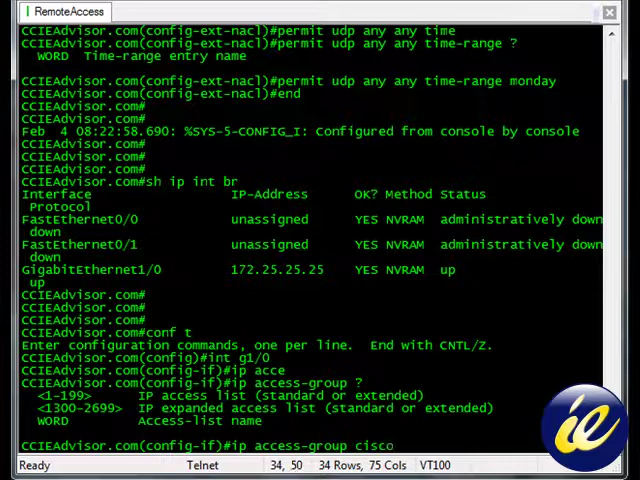 RemoteAccess
CCIEAdvisor.com(config-ext-nacl)#permit udp any any time
CCIEAdvisor.com(config-ext-nacl)#permit udp any any time-range ?
  WORD  Time-range entry name
CCIEAdvisor.com(config-ext-nacl)#permit udp any any time-range monday
CCIEAdvisor.com(config-ext-nacl)#end
CCIEAdvisor.com#
CCIEAdvisor.com#
Feb  4 08:22:58.690: %SYS-5-CONFIG_I: Configured from console by console
CCIEAdvisor.com#
CCIEAdvisor.com#
CCIEAdvisor.com#
CCIEAdvisor.com#sh ip int br
Interface                  IP-Address      OK? Method Status
 Protocol
FastEthernet0/0            unassigned      YES NVRAM  administratively down
 down
FastEthernet0/1            unassigned      YES NVRAM  administratively down
 down
GigabitEthernet1/0         172.25.25.25    YES NVRAM  up
 up
CCIEAdvisor.com#
CCIEAdvisor.com#
CCIEAdvisor.com#
CCIEAdvisor.com#conf t
Enter configuration commands, one per line.  End with CNTL/Z.
CCIEAdvisor.com(config)#int g1/0
CCIEAdvisor.com(config-if)#ip acce
CCIEAdvisor.com(config-if)#ip access-group ?
  <1-199>      IP access list (standard or extended)
  <1300-2699>  IP expanded access list (standard or extended)
  WORD         Access-list name
CCIEAdvisor.com(config-if)#ip access-group cisco
ie
Ready Telnet 34, 50 34 Rows, 75 Cols VT100